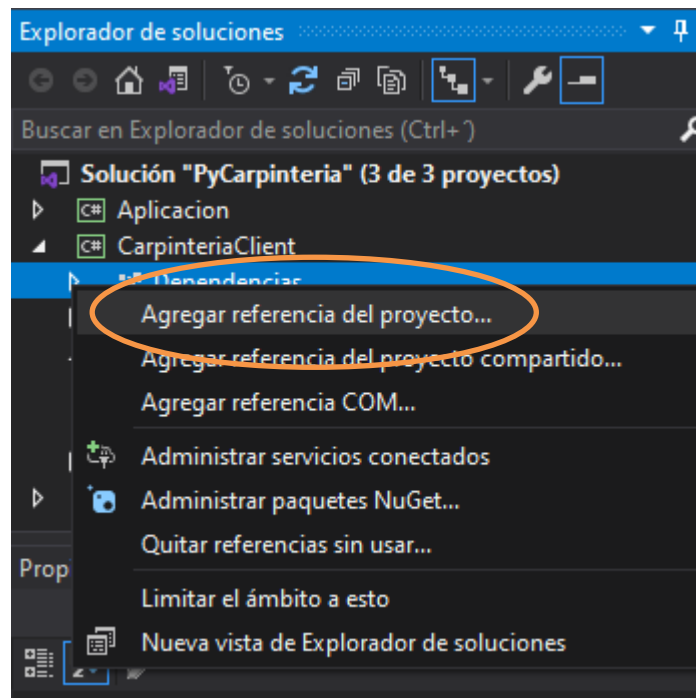 Explorador de soluciones
Buscar en Explorador de soluciones (Ctrl+´)
Solución "PyCarpinteria" (3 de 3 proyectos)
C# Aplicacion
C# CarpinteriaClient
Dependencias
Agregar referencia del proyecto...
Agregar referencia del proyecto compartido...
Agregar referencia COM...
Administrar servicios conectados
Administrar paquetes NuGet...
Quitar referencias sin usar...
Prop
Limitar el ámbito a esto
Nueva vista de Explorador de soluciones